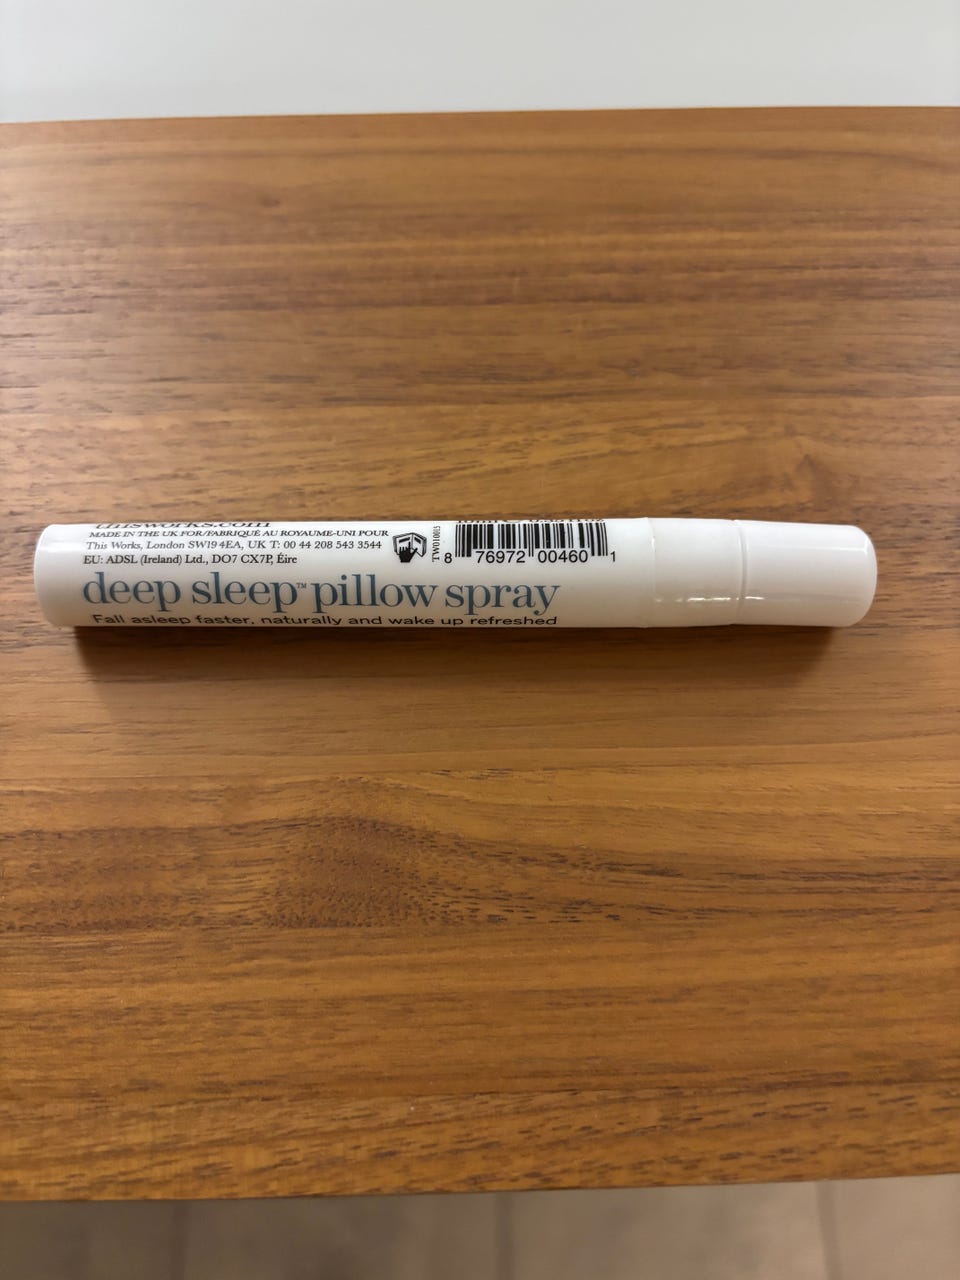 thisworks.com
MADE IN THE UK FOR/FABRIQUÉ AU ROYAUME-UNI POUR
This Works, London SW19 4EA, UK T: 00 44 208 543 3544
EU: ADSL (Ireland) Ltd., DO7 CX7P, Éire
TW010015
8 76972 00460 1
deep sleep™ pillow spray
Fall asleep faster, naturally and wake up refreshed